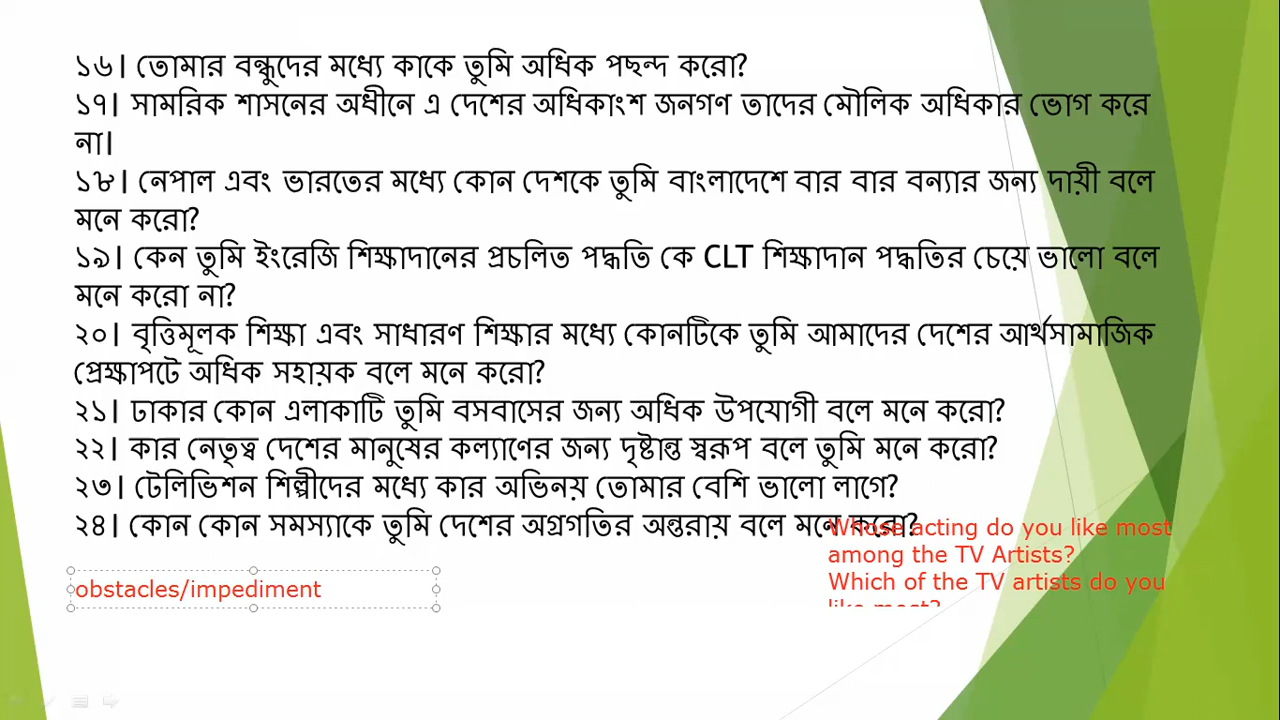 ১৬। তোমার বন্ধুদের মধ্যে কাকে তুমি অধিক পছন্দ করো?
১৭। সামরিক শাসনের অধীনে এ দেশের অধিকাংশ জনগণ তাদের মৌলিক অধিকার ভোগ করে
না।
১৮। নেপাল এবং ভারতের মধ্যে কোন দেশকে তুমি বাংলাদেশে বার বার বন্যার জন্য দায়ী বলে
মনে করো?
১৯। কেন তুমি ইংরেজি শিক্ষাদানের প্রচলিত পদ্ধতি কে CLT শিক্ষাদান পদ্ধতির চেয়ে ভালো বলে
মনে করো না?
২০। বৃত্তিমূলক শিক্ষা এবং সাধারণ শিক্ষার মধ্যে কোনটিকে তুমি আমাদের দেশের আর্থসামাজিক
প্রেক্ষাপটে অধিক সহায়ক বলে মনে করো?
২১। ঢাকার কোন এলাকাটি তুমি বসবাসের জন্য অধিক উপযোগী বলে মনে করো?
২২। কার নেতৃত্ব দেশের মানুষের কল্যাণের জন্য দৃষ্টান্ত স্বরূপ বলে তুমি মনে করো?
২৩। টেলিভিশন শিল্পীদের মধ্যে কার অভিনয় তোমার বেশি ভালো লাগে?
২৪। কোন কোন সমস্যাকে তুমি দেশের অগ্রগতির অন্তরায় বলে মনে করো?
Whose acting do you like most
among the TV Artists?
Which of the TV artists do you
like most?
obstacles/impediment